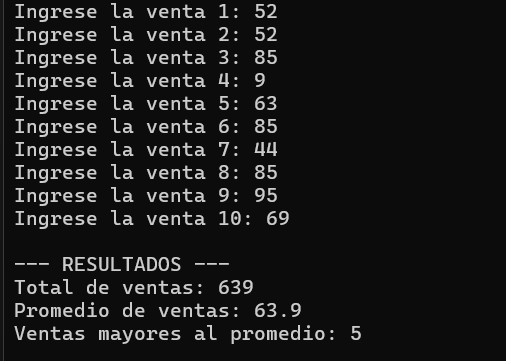 Ingrese la venta 1: 52
Ingrese la venta 2: 52
Ingrese la venta 3: 85
Ingrese la venta 4: 9
Ingrese la venta 5: 63
Ingrese la venta 6: 85
Ingrese la venta 7: 44
Ingrese la venta 8: 85
Ingrese la venta 9: 95
Ingrese la venta 10: 69
--- RESULTADOS ---
Total de ventas: 639
Promedio de ventas: 63.9
Ventas mayores al promedio: 5